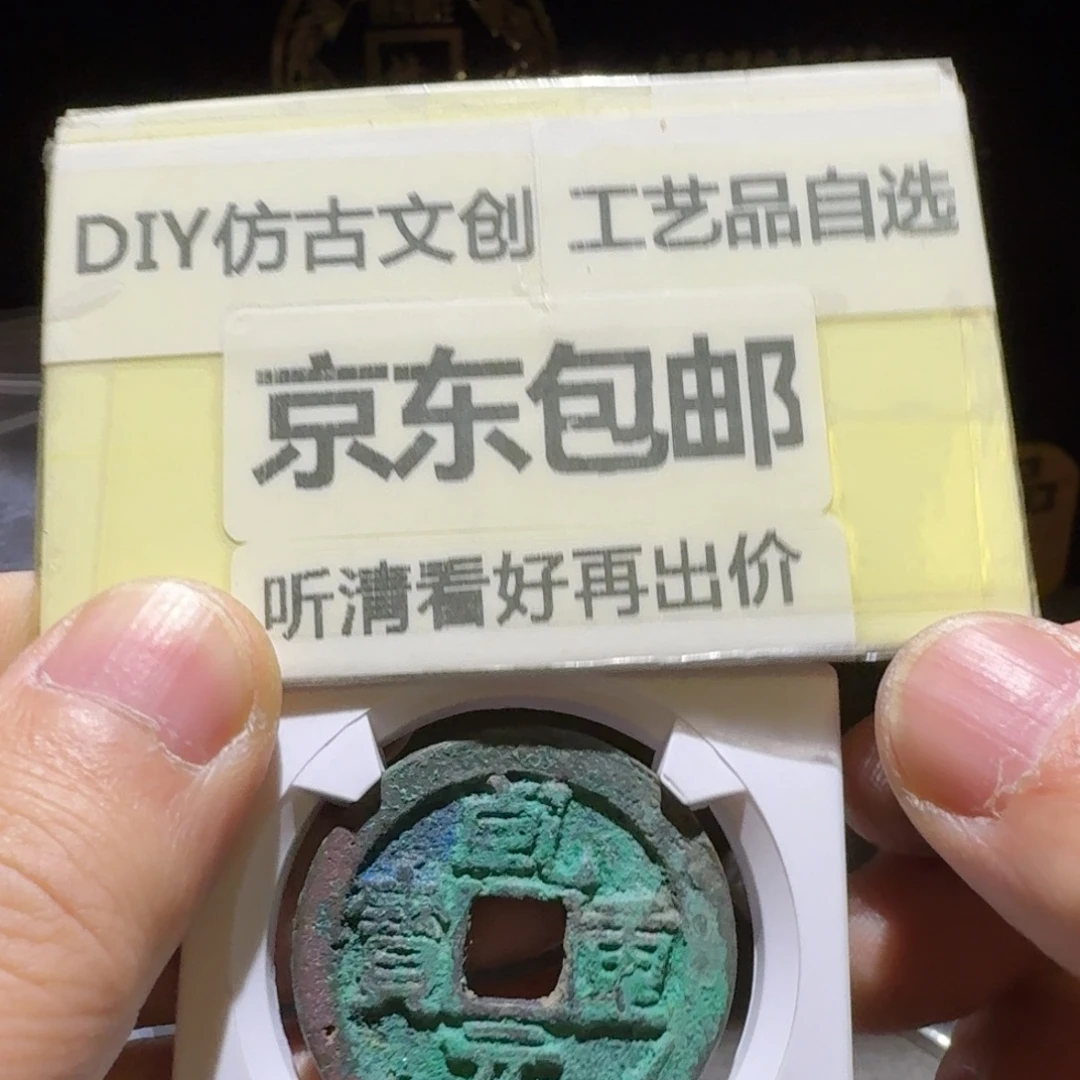 DIY仿古文创 工艺品自选
京东包邮
听清看好再出价